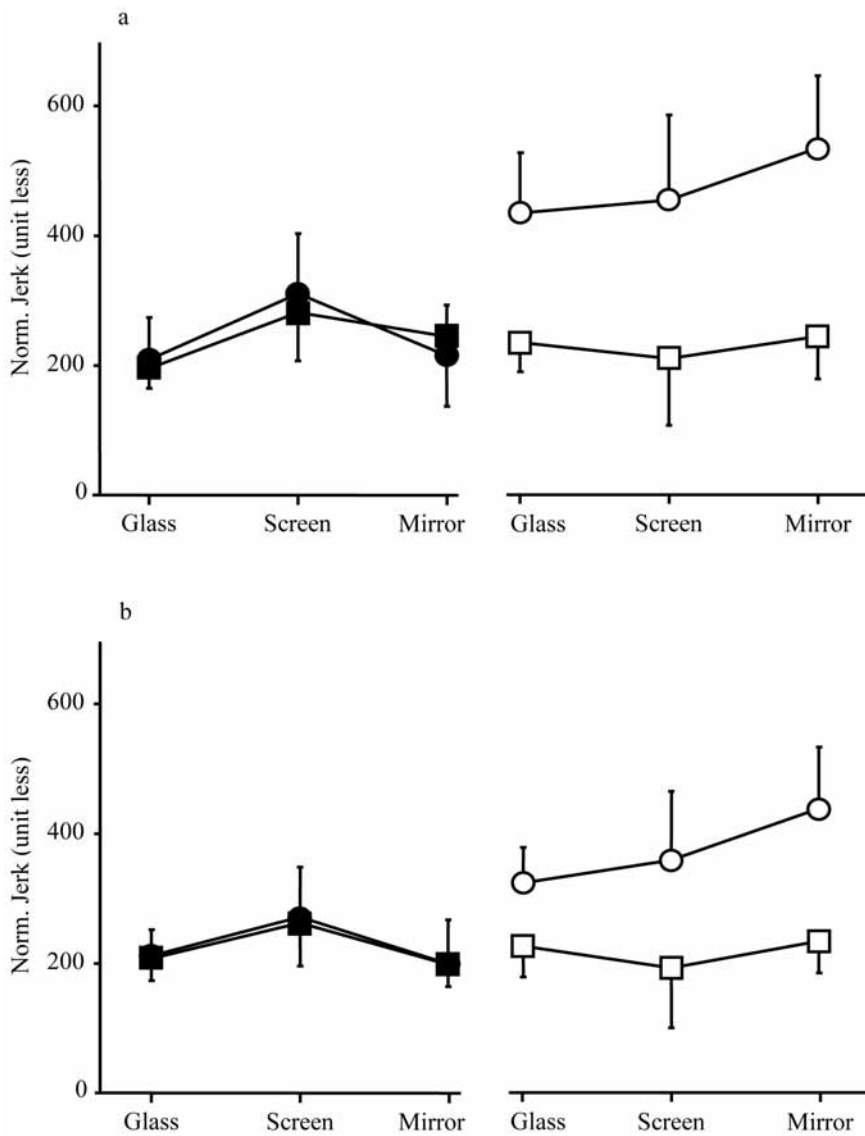 a
Norm. Jerk (unit less)
600
400
200
0
Glass Screen Mirror Glass Screen Mirror
b
Norm. Jerk (unit less)
600
400
200
0
Glass Screen Mirror Glass Screen Mirror